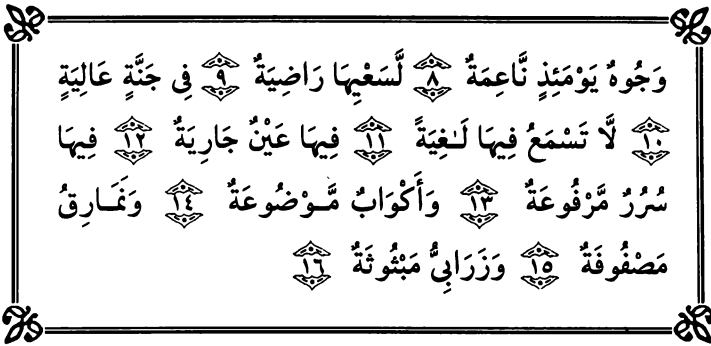 وَجُوهٌ يَوْمَئِذٍ نَّاعِمَةٌ ٨ لَّسَعْيِهَا رَاضِيَةٌ ٩ فِى جَنَّةٍ عَالِيَةٍ
١٠ لَّا تَسْمَعُ فِيهَا لَـٰغِيَةً ١١ فِيهَا عَيْنٌ جَارِيَةٌ ١٢ فِيهَا
سُرُرٌ مَّرْفُوعَةٌ ١٣ وَأَكْوَابٌ مَّوْضُوعَةٌ ١٤ وَنَمَارِقُ
مَصْفُوفَةٌ ١٥ وَزَرَابِىُّ مَبْثُوثَةٌ ١٦